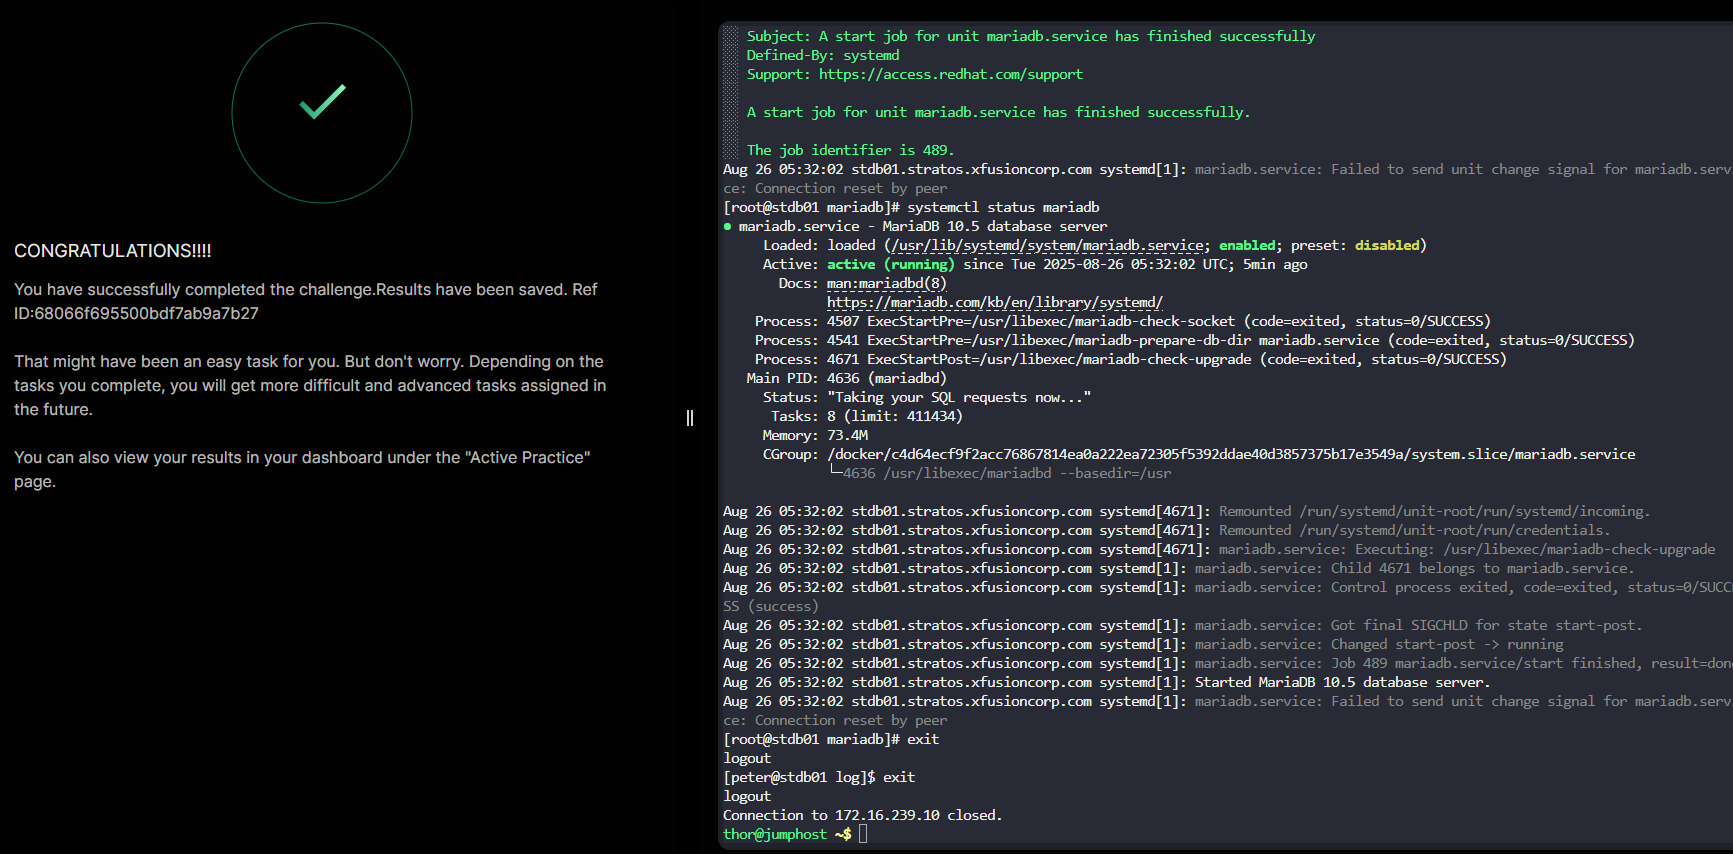 CONGRATULATIONS!!!!
You have successfully completed the challenge.Results have been saved. Ref
ID:68066f695500bdf7ab9a7b27
That might have been an easy task for you. But don't worry. Depending on the
tasks you complete, you will get more difficult and advanced tasks assigned in
the future.
You can also view your results in your dashboard under the "Active Practice"
page.
Subject: A start job for unit mariadb.service has finished successfully
Defined-By: systemd
Support: https://access.redhat.com/support
A start job for unit mariadb.service has finished successfully.
The job identifier is 489.
Aug 26 05:32:02 stdb01.stratos.xfusioncorp.com systemd[1]: mariadb.service: Failed to send unit change signal for mariadb.servi
ce: Connection reset by peer
[root@stdb01 mariadb]# systemctl status mariadb
● mariadb.service - MariaDB 10.5 database server
Loaded: loaded (/usr/lib/systemd/system/mariadb.service; enabled; preset: disabled)
Active: active (running) since Tue 2025-08-26 05:32:02 UTC; 5min ago
Docs: man:mariadbd(8)
https://mariadb.com/kb/en/library/systemd/
Process: 4507 ExecStartPre=/usr/libexec/mariadb-check-socket (code=exited, status=0/SUCCESS)
Process: 4541 ExecStartPre=/usr/libexec/mariadb-prepare-db-dir mariadb.service (code=exited, status=0/SUCCESS)
Process: 4671 ExecStartPost=/usr/libexec/mariadb-check-upgrade (code=exited, status=0/SUCCESS)
Main PID: 4636 (mariadbd)
Status: "Taking your SQL requests now..."
Tasks: 8 (limit: 411434)
Memory: 73.4M
CGroup: /docker/c4d64ecf9f2acc76867814ea0a222ea72305f5392ddae40d3857375b17e3549a/system.slice/mariadb.service
└─4636 /usr/libexec/mariadbd --basedir=/usr
Aug 26 05:32:02 stdb01.stratos.xfusioncorp.com systemd[4671]: Remounted /run/systemd/unit-root/run/systemd/incoming.
Aug 26 05:32:02 stdb01.stratos.xfusioncorp.com systemd[4671]: Remounted /run/systemd/unit-root/run/credentials.
Aug 26 05:32:02 stdb01.stratos.xfusioncorp.com systemd[4671]: mariadb.service: Executing: /usr/libexec/mariadb-check-upgrade
Aug 26 05:32:02 stdb01.stratos.xfusioncorp.com systemd[1]: mariadb.service: Child 4671 belongs to mariadb.service.
Aug 26 05:32:02 stdb01.stratos.xfusioncorp.com systemd[1]: mariadb.service: Control process exited, code=exited, status=0/SUCC
SS (success)
Aug 26 05:32:02 stdb01.stratos.xfusioncorp.com systemd[1]: mariadb.service: Got final SIGCHLD for state start-post.
Aug 26 05:32:02 stdb01.stratos.xfusioncorp.com systemd[1]: mariadb.service: Changed start-post -> running
Aug 26 05:32:02 stdb01.stratos.xfusioncorp.com systemd[1]: mariadb.service: Job 489 mariadb.service/start finished, result=done
Aug 26 05:32:02 stdb01.stratos.xfusioncorp.com systemd[1]: Started MariaDB 10.5 database server.
Aug 26 05:32:02 stdb01.stratos.xfusioncorp.com systemd[1]: mariadb.service: Failed to send unit change signal for mariadb.servi
ce: Connection reset by peer
[root@stdb01 mariadb]# exit
logout
[peter@stdb01 log]$ exit
logout
Connection to 172.16.239.10 closed.
thor@jumphost ~$